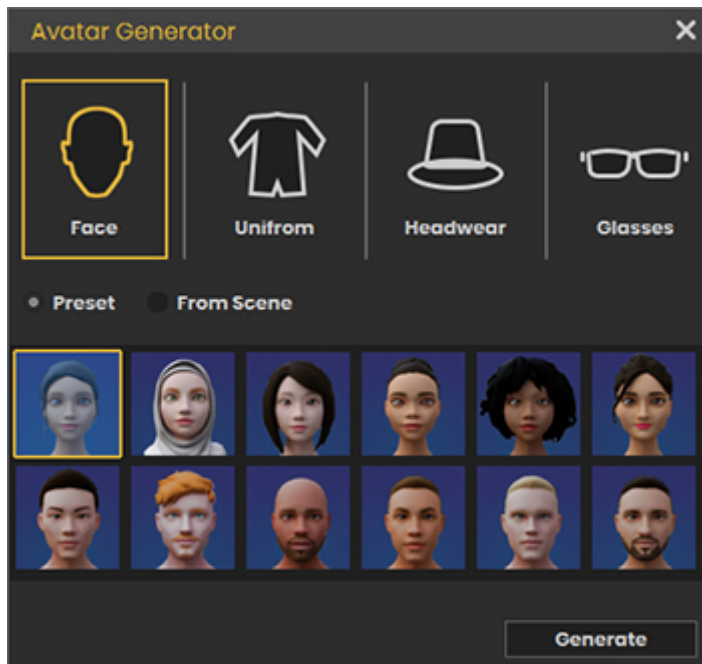 Avatar Generator
Face Unifrom Headwear Glasses
Preset From Scene
Generate